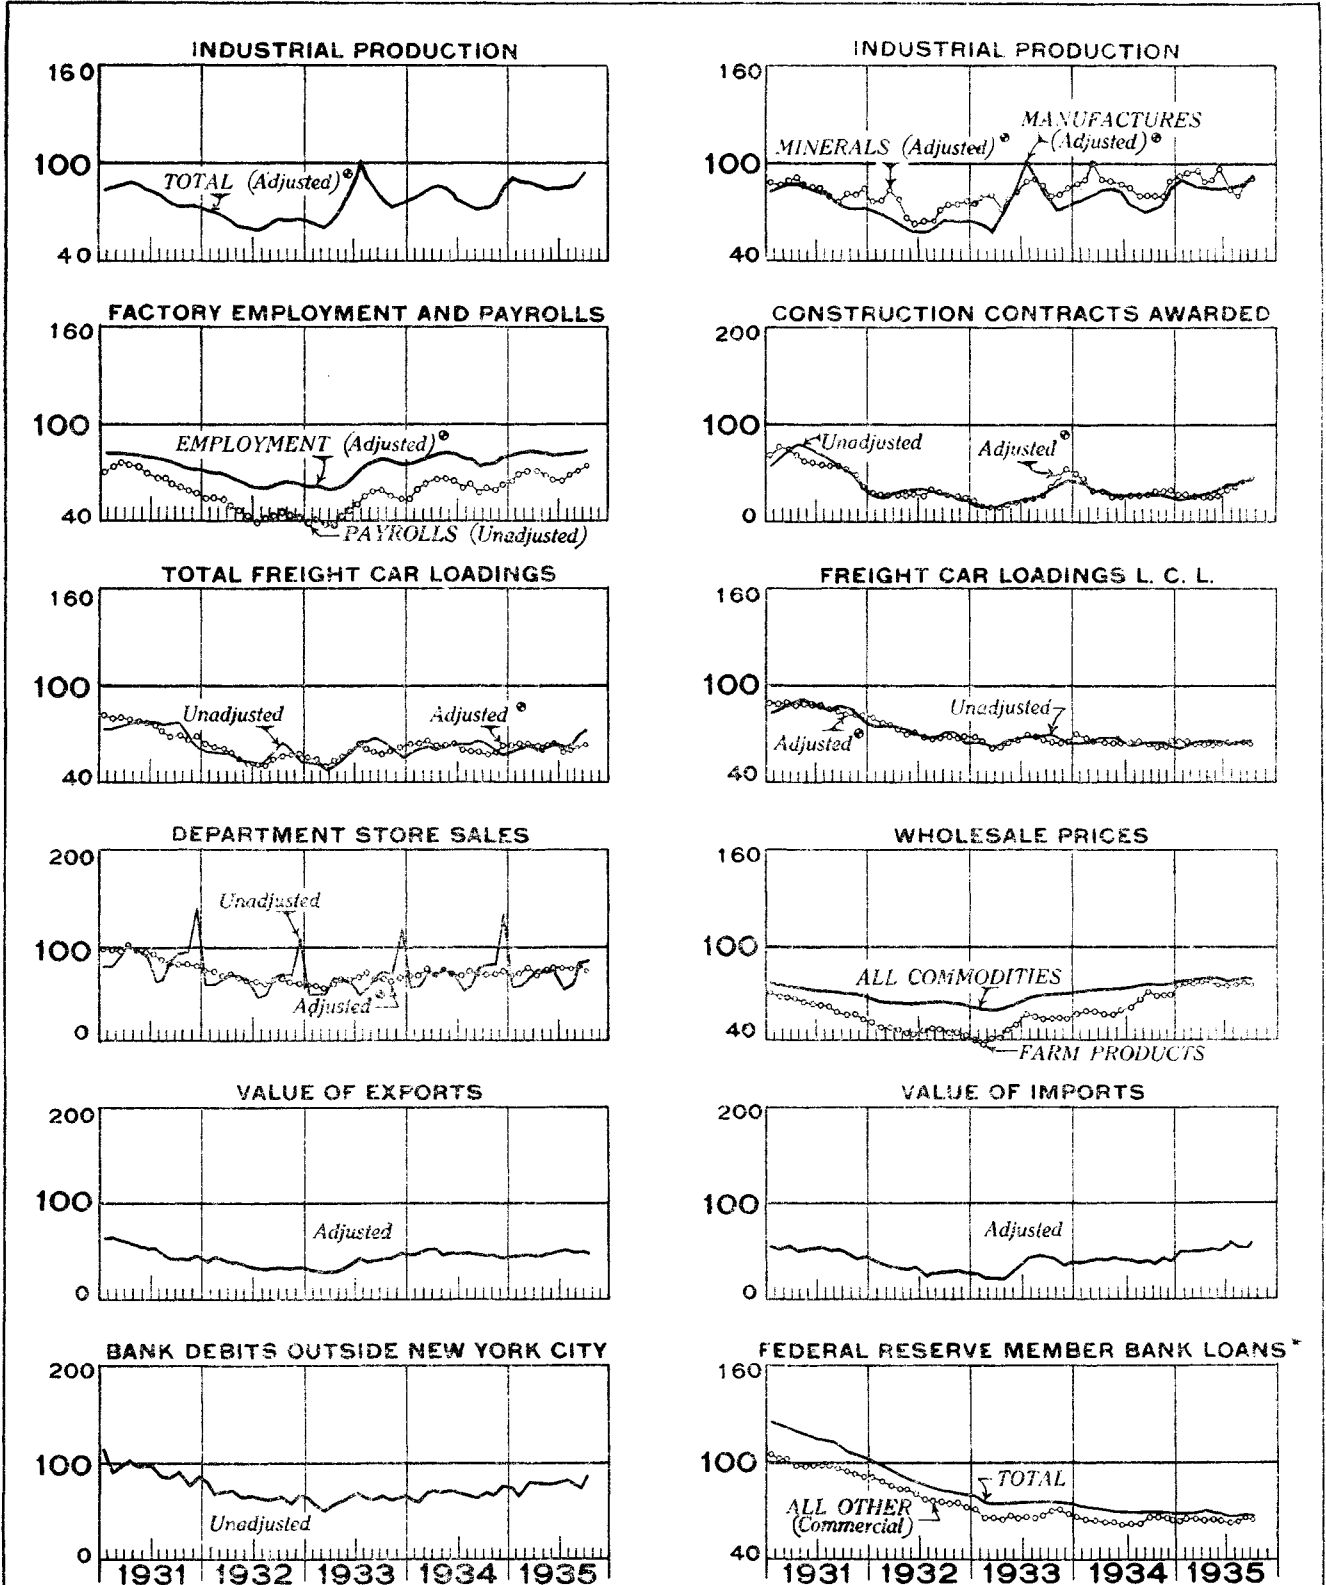 INDUSTRIAL PRODUCTION
160
100
40
TOTAL (Adjusted)
INDUSTRIAL PRODUCTION
160
100
40
MINERALS (Adjusted)
MANUFACTURES
(Adjusted)
FACTORY EMPLOYMENT AND PAYROLLS
160
100
40
EMPLOYMENT (Adjusted)
PAYROLLS (Unadjusted)
CONSTRUCTION CONTRACTS AWARDED
200
100
0
Unadjusted
Adjusted
TOTAL FREIGHT CAR LOADINGS
160
100
40
Unadjusted
Adjusted
FREIGHT CAR LOADINGS L. C. L.
160
100
40
Unadjusted
Adjusted
DEPARTMENT STORE SALES
200
100
0
Unadjusted
Adjusted
WHOLESALE PRICES
160
100
40
ALL COMMODITIES
FARM PRODUCTS
VALUE OF EXPORTS
200
100
0
Adjusted
VALUE OF IMPORTS
200
100
0
Adjusted
BANK DEBITS OUTSIDE NEW YORK CITY
200
100
0
Unadjusted
1931 1932 1933 1934 1935
FEDERAL RESERVE MEMBER BANK LOANS*
160
100
40
TOTAL
ALL OTHER
(Commercial)
1931 1932 1933 1934 1935